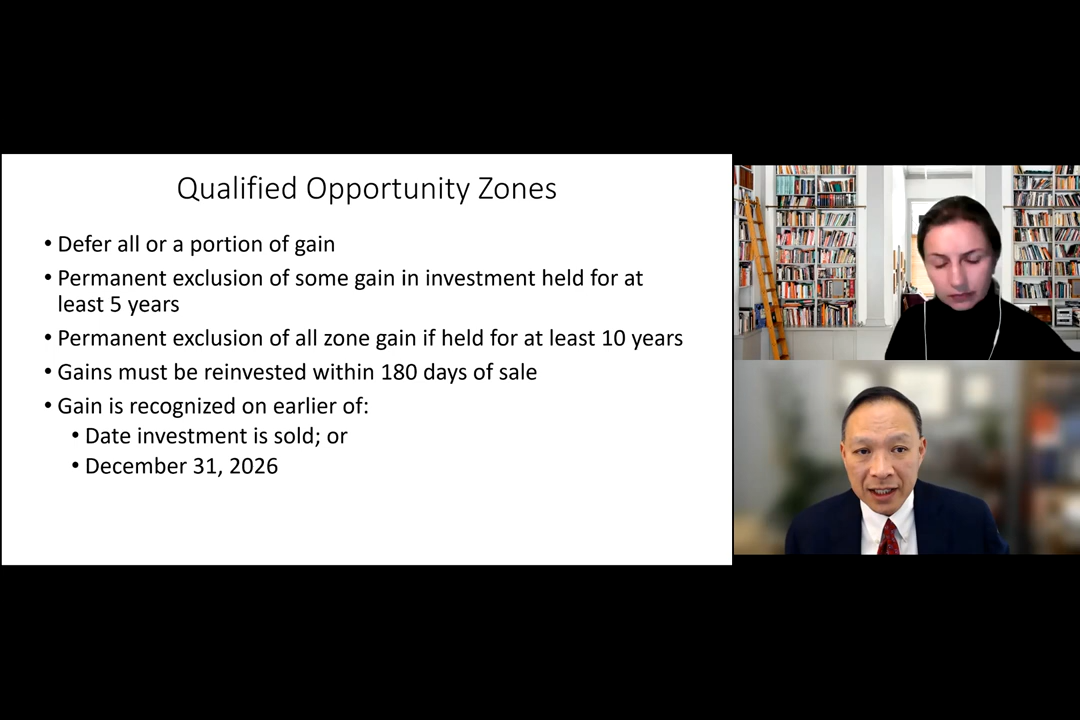 Qualified Opportunity Zones
• Defer all or a portion of gain
• Permanent exclusion of some gain in investment held for at
least 5 years
• Permanent exclusion of all zone gain if held for at least 10 years
• Gains must be reinvested within 180 days of sale
• Gain is recognized on earlier of:
• Date investment is sold; or
• December 31, 2026